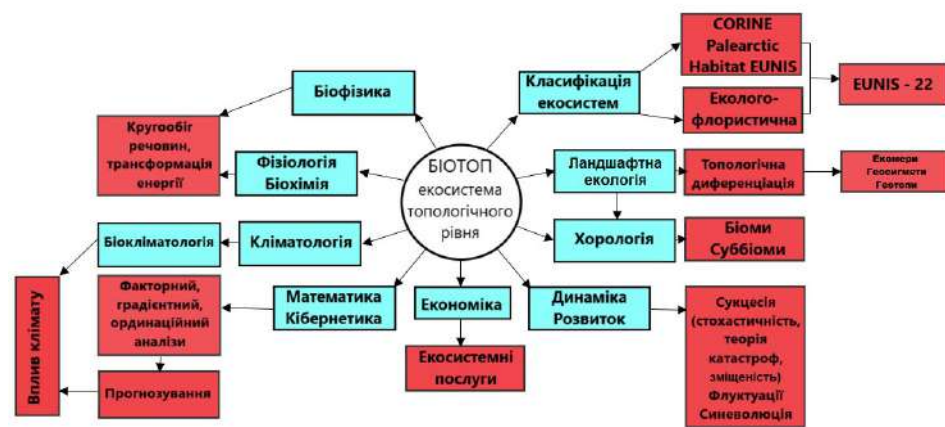 CORINE
Palearctic
Habitat EUNIS
EUNIS - 22
Біофізика
Класифікація
екосистем
Еколого-
флористична
Кругообіг
речовин,
трансформація
енергії
Фізіологія
Біохімія
БІОТОП
екосистема
топологічного
рівня
Ландшафтна
екологія
Топологічна
диференціація
Екомери
Геосигмети
Геотопи
Біокліматологія
Кліматологія
Хорологія
Біоми
Суббіоми
Вплив клімату
Факторний,
градієнтний,
ординаційний
аналізи
Математика
Кібернетика
Економіка
Динаміка
Розвиток
Сукцесія
(стохастичність,
теорія
катастроф,
зміщеність)
Флуктуації
Синеволюція
Екосистемні
послуги
Прогнозування